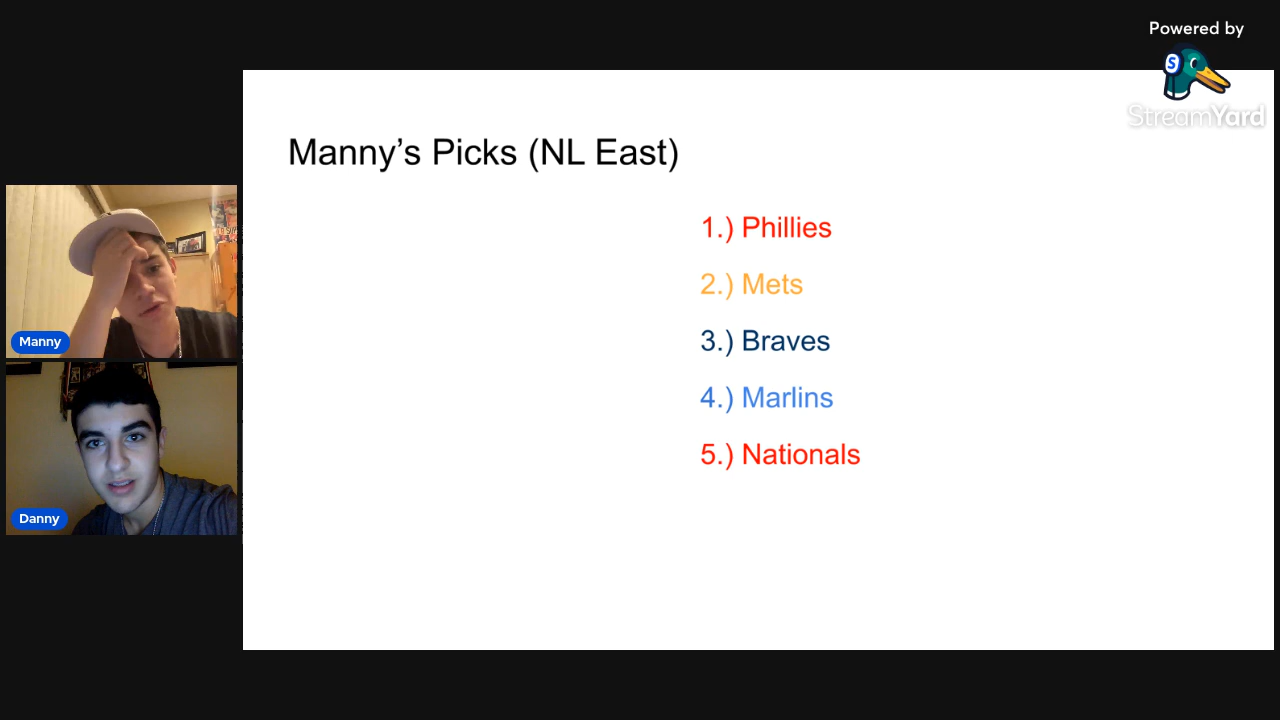 Powered by
S
StreamYard
Manny’s Picks (NL East)
1.) Phillies
2.) Mets
3.) Braves
4.) Marlins
5.) Nationals
Manny
Danny